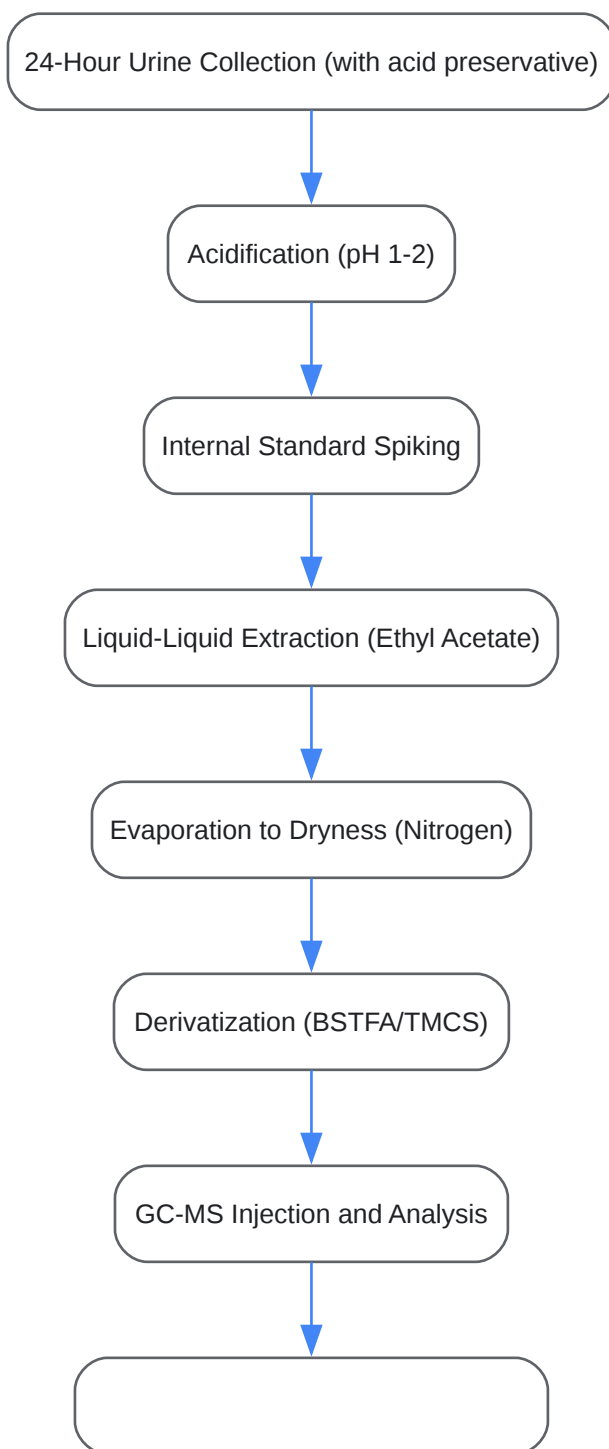 24-Hour Urine Collection (with acid preservative)
Acidification (pH 1-2)
Internal Standard Spiking
Liquid-Liquid Extraction (Ethyl Acetate)
Evaporation to Dryness (Nitrogen)
Derivatization (BSTFA/TMCS)
GC-MS Injection and Analysis